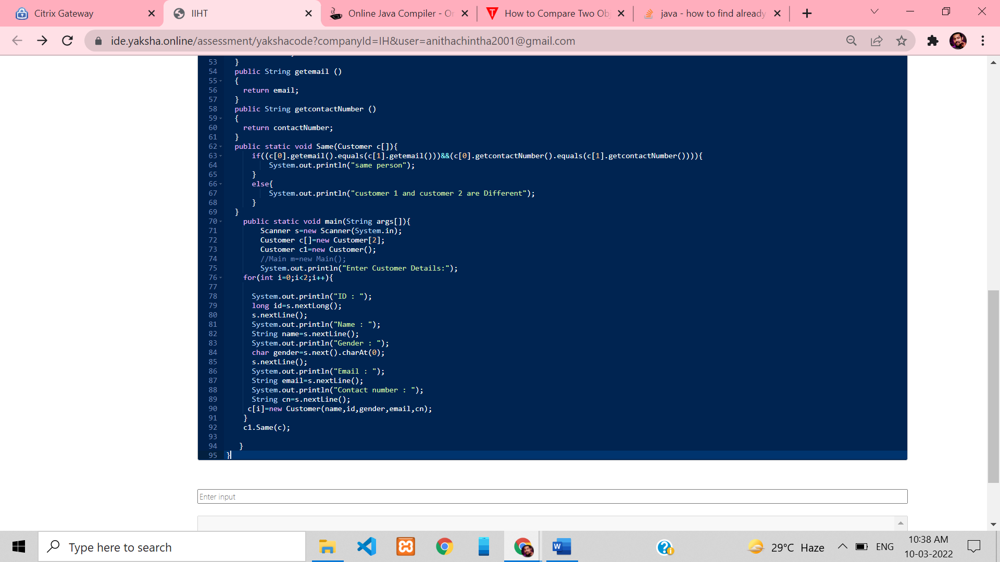 Citrix Gateway
IIHT
Online Java Compiler - Or
How to Compare Two Ob
java - how to find already
ide.yaksha.online/assessment/yakshacode?companyId=IH&user=anithachintha2001@gmail.com
53 }
54 public String getemail ()
55 {
56 return email;
57 }
58 public String getcontactNumber ()
59 {
60 return contactNumber;
61 }
62 public static void Same(Customer c[]){
63 if((c[0].getemail().equals(c[1].getemail()))&&(c[0].getcontactNumber().equals(c[1].getcontactNumber()))){
64 System.out.println("same person");
65 }
66 else{
67 System.out.println("customer 1 and customer 2 are Different");
68 }
69 }
70 public static void main(String args[]){
71 Scanner s=new Scanner(System.in);
72 Customer c[]=new Customer[2];
73 Customer c1=new Customer();
74 //Main m=new Main();
75 System.out.println("Enter Customer Details:");
76 for(int i=0;i<2;i++){
77
78 System.out.println("ID : ");
79 long id=s.nextLong();
80 s.nextLine();
81 System.out.println("Name : ");
82 String name=s.nextLine();
83 System.out.println("Gender : ");
84 char gender=s.next().charAt(0);
85 s.nextLine();
86 System.out.println("Email : ");
87 String email=s.nextLine();
88 System.out.println("Contact number : ");
89 String cn=s.nextLine();
90 c[i]=new Customer(name,id,gender,email,cn);
91 }
92 c1.Same(c);
93
94 }
95 }
Enter input
Type here to search
29°C Haze
ENG
10:38 AM
10-03-2022